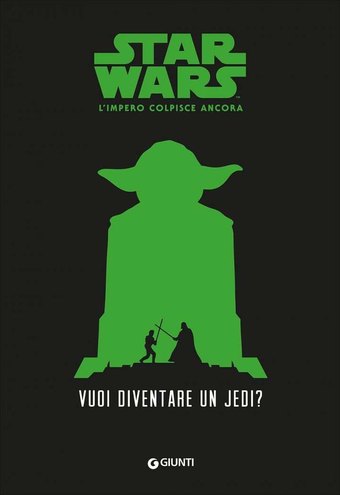 STAR
WARS
L'IMPERO COLPISCE ANCORA
VUOI DIVENTARE UN JEDI?
GIUNTI